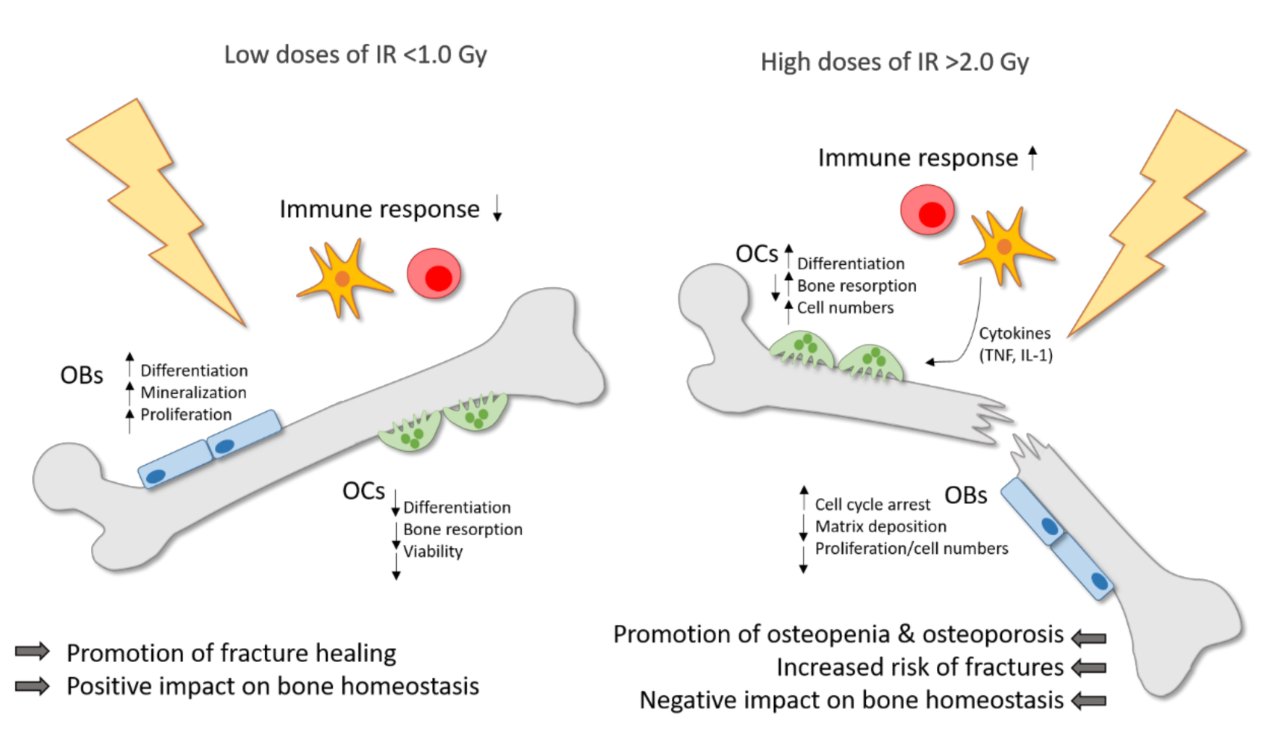 Low doses of IR <1.0 Gy
Immune response ↓
OBs
↑ Differentiation
↑ Mineralization
↑ Proliferation
OCs
↓ Differentiation
↓ Bone resorption
↓ Viability
Promotion of fracture healing
Positive impact on bone homeostasis
High doses of IR >2.0 Gy
Immune response ↑
OCs
↑ Differentiation
↓↑ Bone resorption
↑ Cell numbers
Cytokines
(TNF, IL-1)
OBs
↑ Cell cycle arrest
↓ Matrix deposition
↓ Proliferation/cell numbers
Promotion of osteopenia & osteoporosis
Increased risk of fractures
Negative impact on bone homeostasis